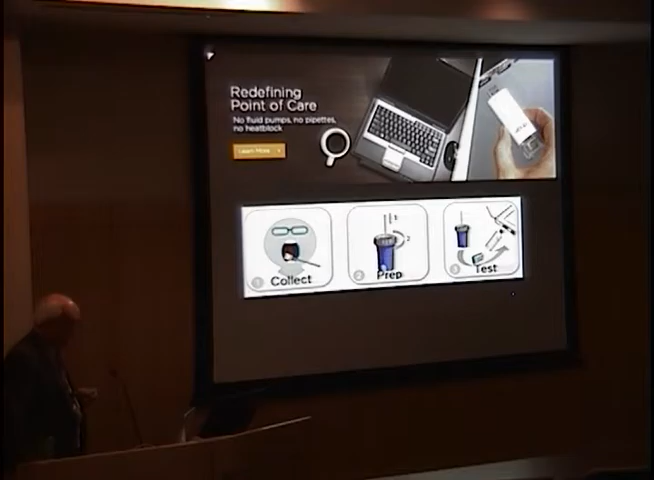 Redefining
Point of Care
No fluid pumps, no pipettes,
no heatblock
Learn More
1 Collect
2 Prep
3 Test